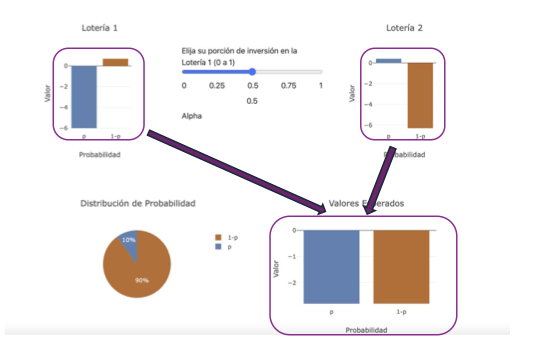 Lotería 1
Lotería 2
Elija su porción de inversión en la
Lotería 1 (0 a 1)
0 0.25 0.5 0.75 1
0.5
Alpha
Valor
0
−2
−4
−6
p 1-p
Probabilidad
Valor
0
−2
−4
−6
p 1-p
Probabilidad
Distribución de Probabilidad
10%
90%
1-p
p
Valores Esperados
Valor
0
−1
−2
p 1-p
Probabilidad